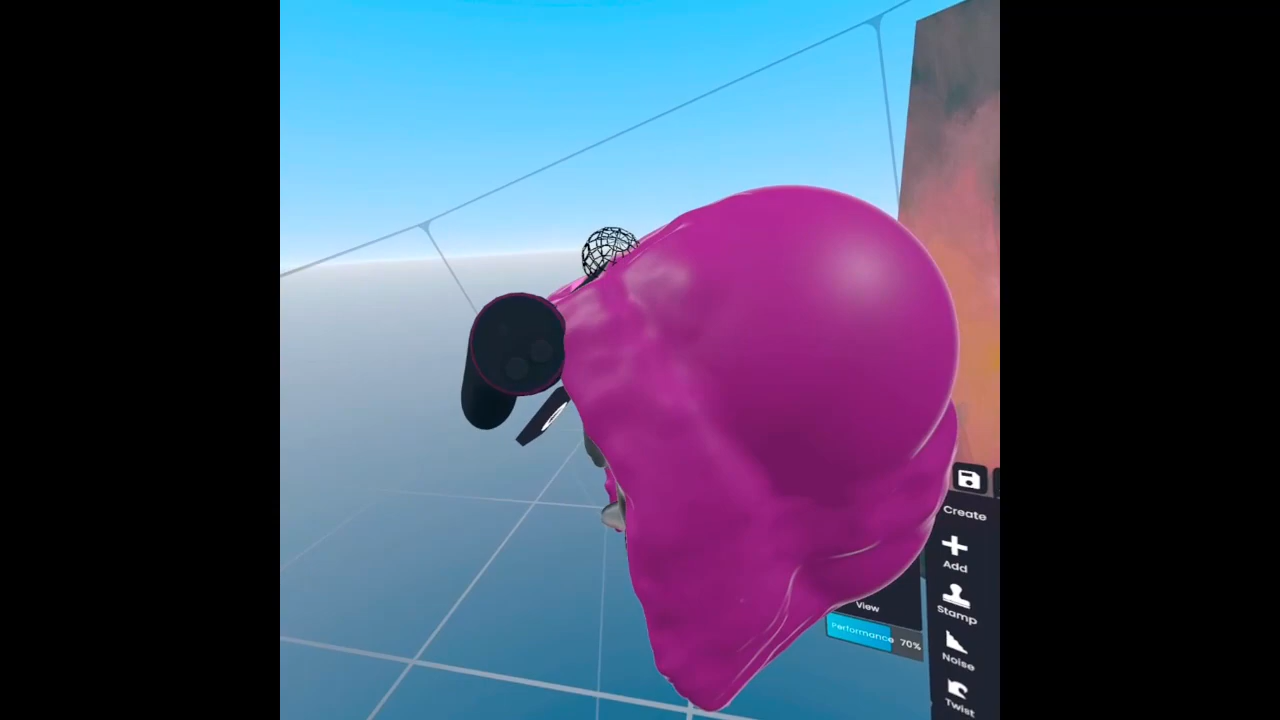 Create
Add
Stamp
Noise
Twist
View
Performance 70%